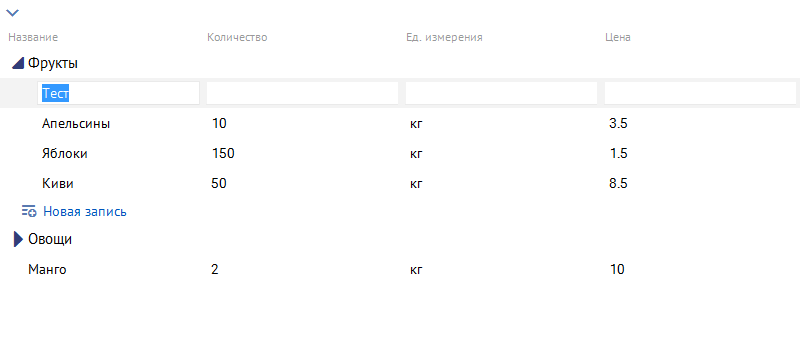 Название Количество Ед. измерения Цена
Фрукты
Тест
Апельсины 10 кг 3.5
Яблоки 150 кг 1.5
Киви 50 кг 8.5
Новая запись
Овощи
Манго 2 кг 10